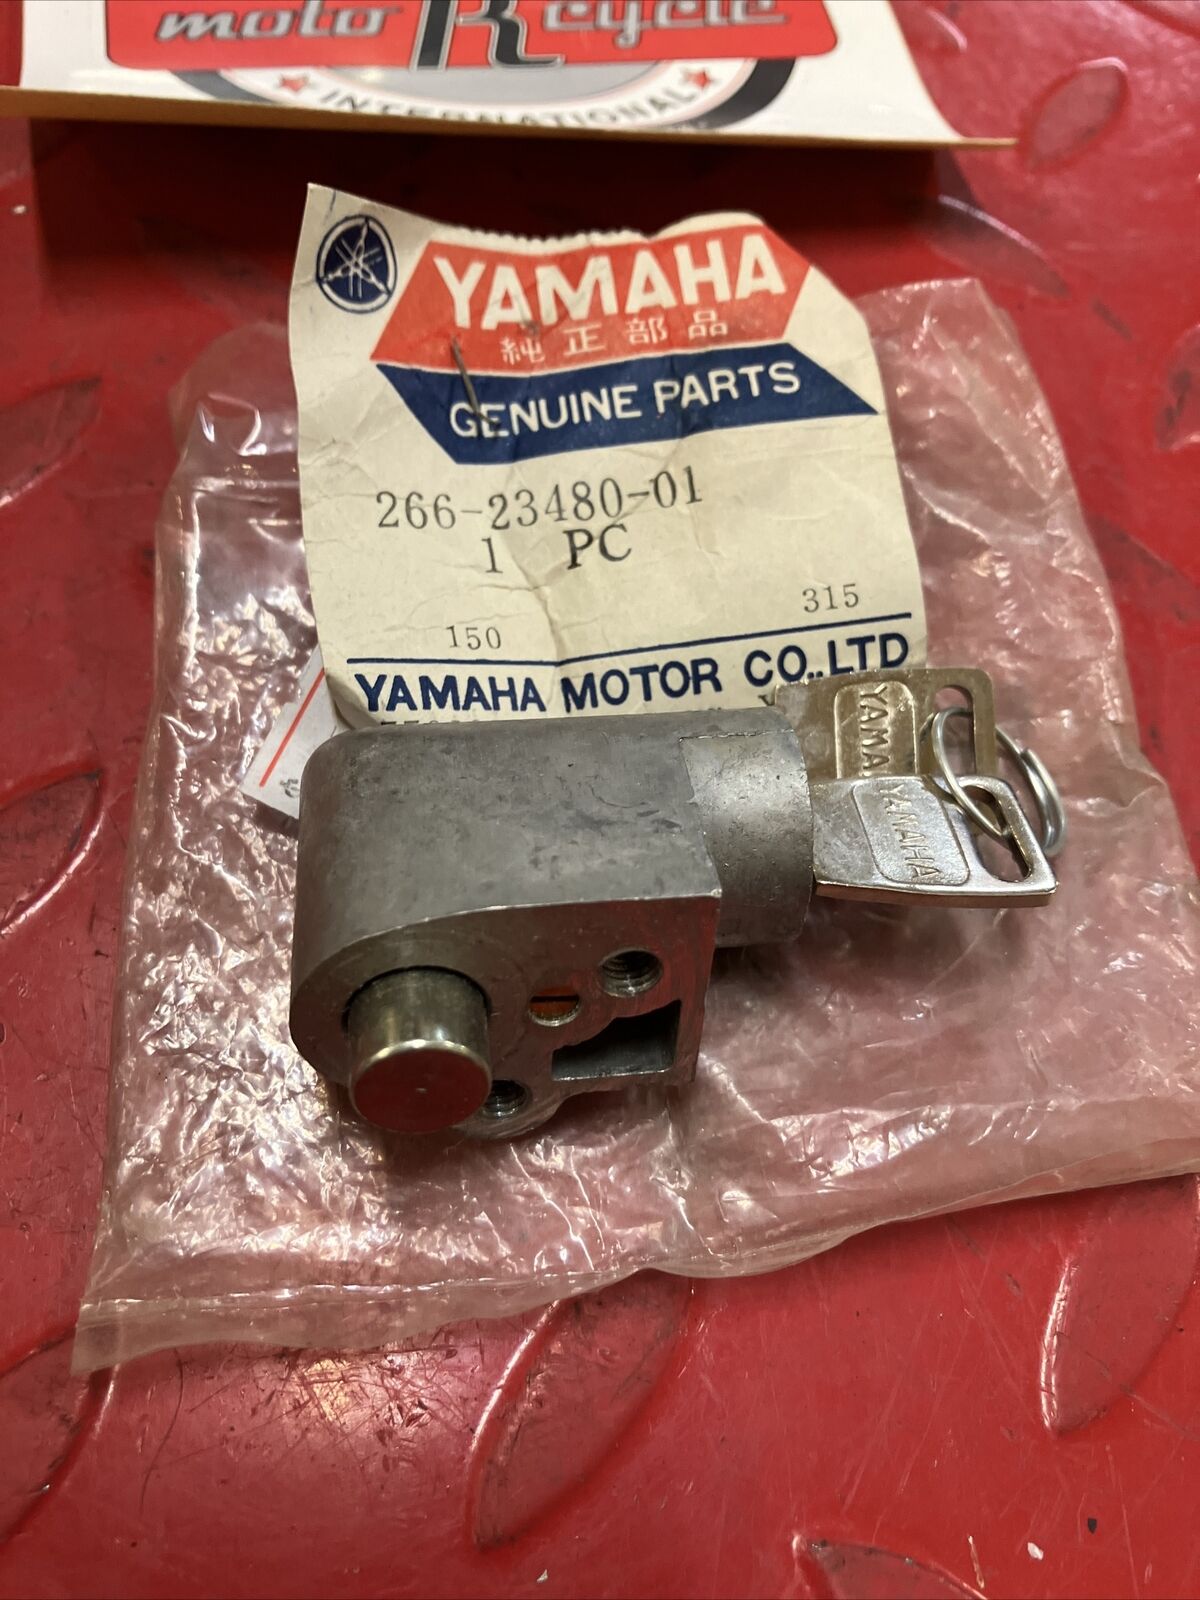 moto R cycle
INTERNATIONAL
YAMAHA
純正部品
GENUINE PARTS
266-23480-01
1 PC
150 315
YAMAHA MOTOR CO.,LTD
YAMAHA
YAMAHA